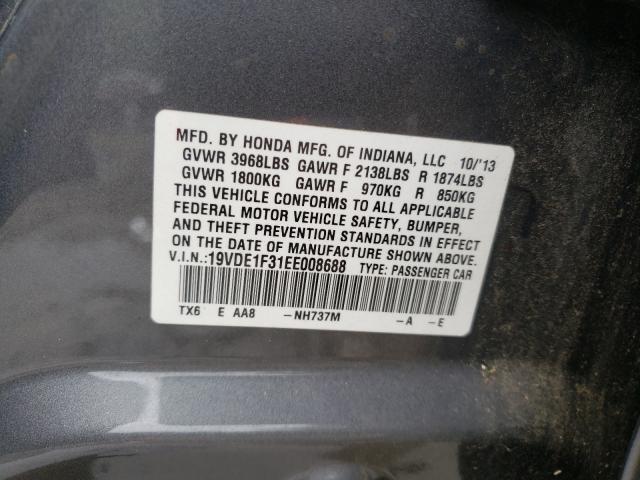 MFD. BY HONDA MFG. OF INDIANA, LLC 10/'13
GVWR 3968LBS GAWR F 2138LBS R 1874LBS
GVWR 1800KG GAWR F 970KG R 850KG
THIS VEHICLE CONFORMS TO ALL APPLICABLE
FEDERAL MOTOR VEHICLE SAFETY, BUMPER,
AND THEFT PREVENTION STANDARDS IN EFFECT
ON THE DATE OF MANUFACTURE SHOWN ABOVE.
V.I.N.:19VDE1F31EE008688 TYPE: PASSENGER CAR
TX6 E AA8 –NH737M –A –E